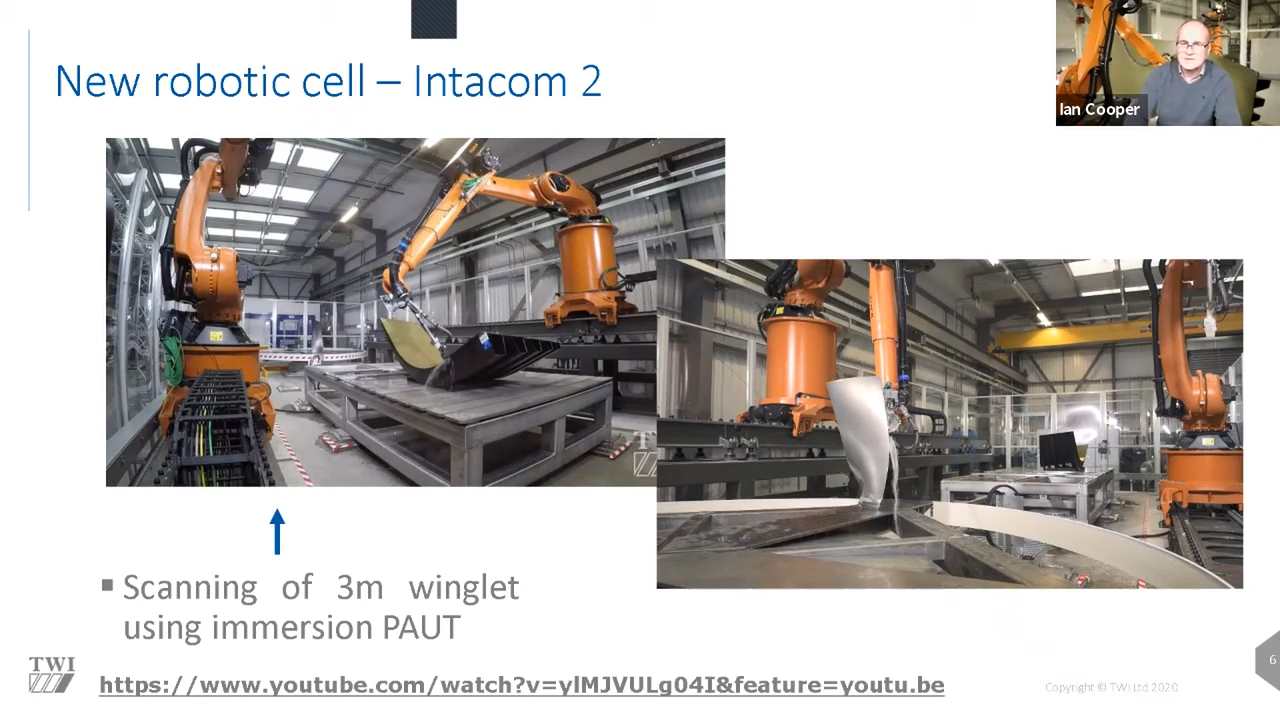 New robotic cell – Intacom 2
Ian Cooper
▪ Scanning of 3m winglet
using immersion PAUT
TWI
https://www.youtube.com/watch?v=ylMJVULg04I&feature=youtu.be
Copyright © TWI Ltd 2020
6